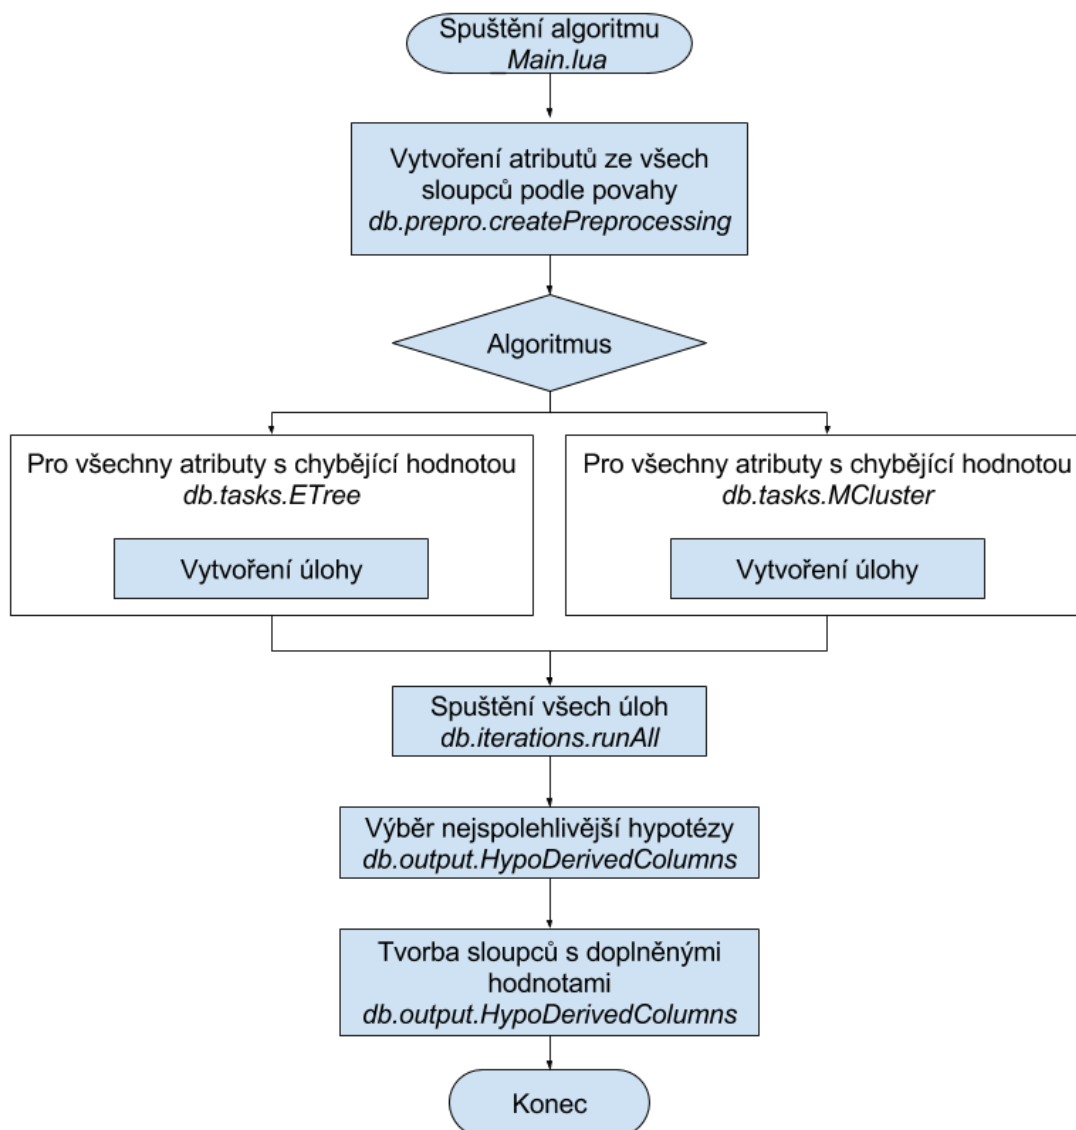 Spuštění algoritmu
_Main.lua
Vytvoření atributů ze všech
sloupců podle povahy
db.prepro.createPreprocessing
Algoritmus
Pro všechny atributy s chybějící hodnotou
db.tasks.ETree
Vytvoření úlohy
Pro všechny atributy s chybějící hodnotou
db.tasks.MCluster
Vytvoření úlohy
Spuštění všech úloh
db.iterations.runAll
Výběr nejspolehlivější hypotézy
db.output.HypoDerivedColumns
Tvorba sloupců s doplněnými
hodnotami
db.output.HypoDerivedColumns
Konec